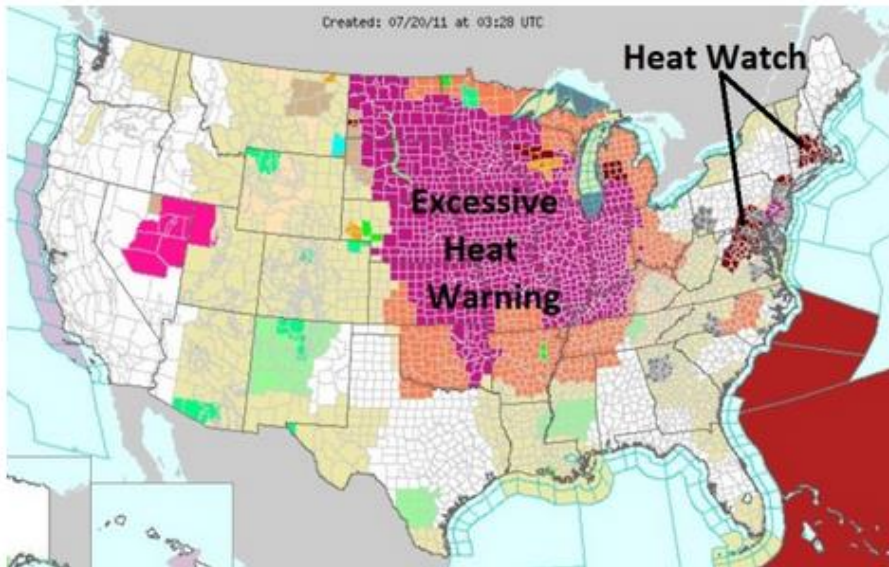 Created: 07/20/11 at 03:28 UTC
Heat Watch
Excessive
Heat
Warning